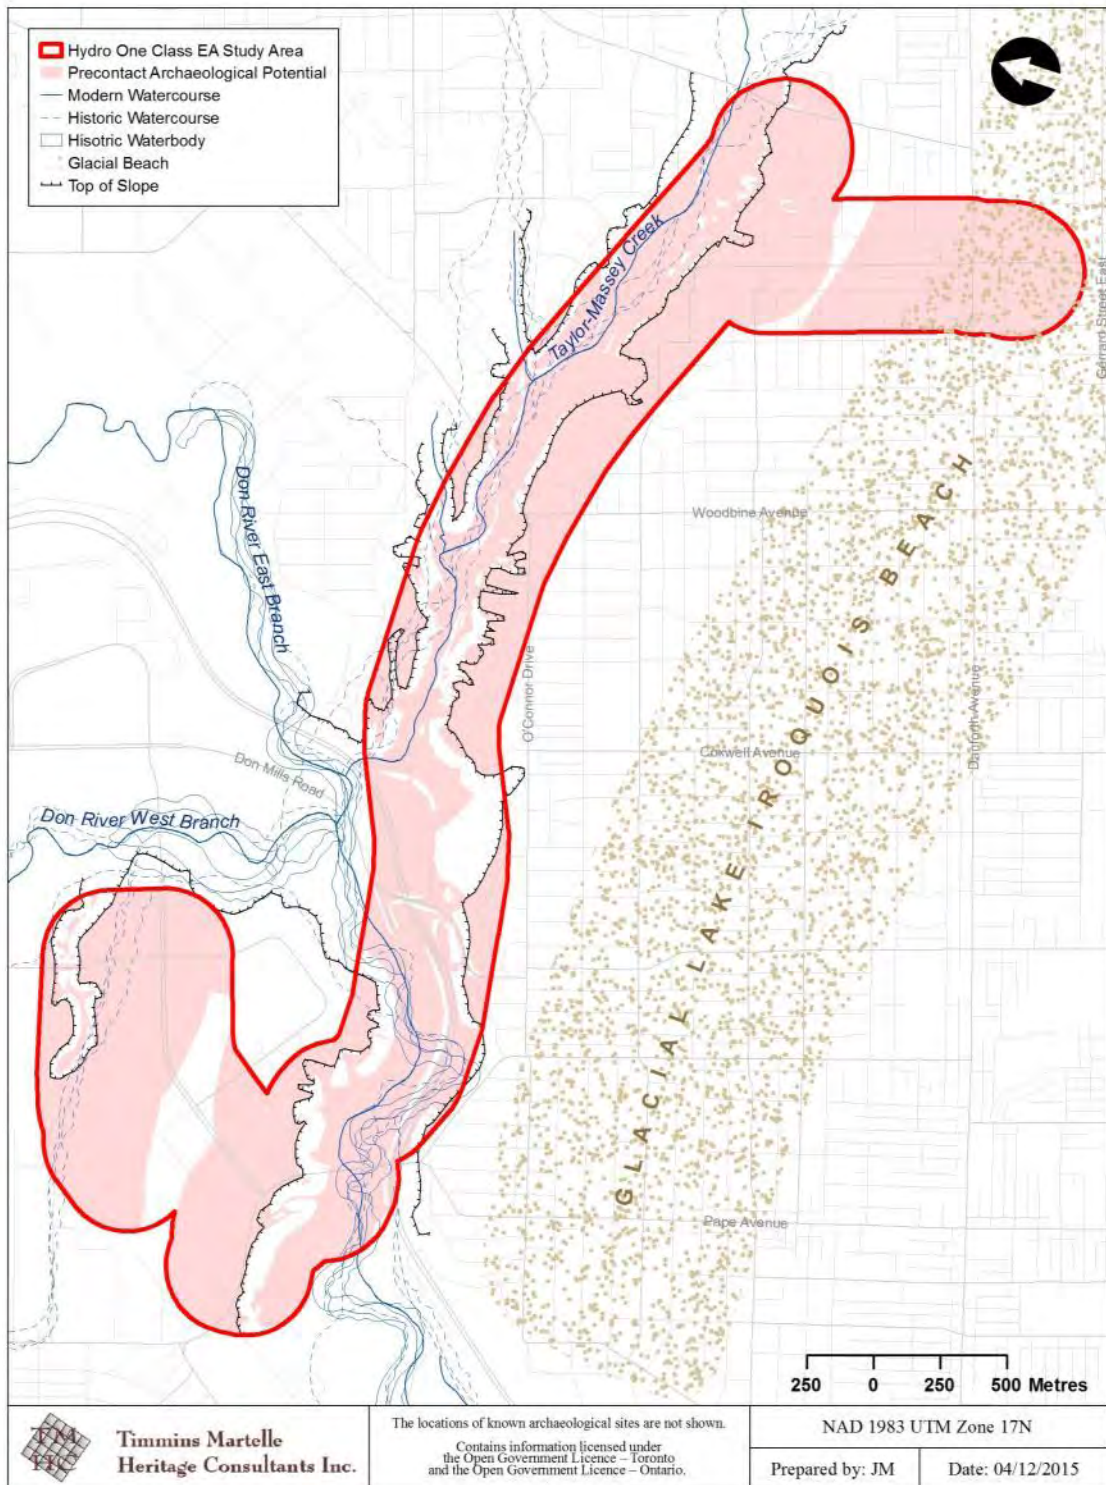 Hydro One Class EA Study Area
Precontact Archaeological Potential
Modern Watercourse
Historic Watercourse
Hisotric Waterbody
Glacial Beach
Top of Slope
Taylor-Massey Creek
Gerrard Street East
Don River East Branch
Woodbine Avenue
GLACIAL LAKE IROQUOIS BEACH
O'Connor Drive
Danforth Avenue
Coxwell Avenue
Don Mills Road
Don River West Branch
Pape Avenue
250 0 250 500 Metres
TM
HC
Timmins Martelle
Heritage Consultants Inc.
The locations of known archaeological sites are not shown.
Contains information licensed under
the Open Government Licence – Toronto
and the Open Government Licence – Ontario.
NAD 1983 UTM Zone 17N
Prepared by: JM
Date: 04/12/2015